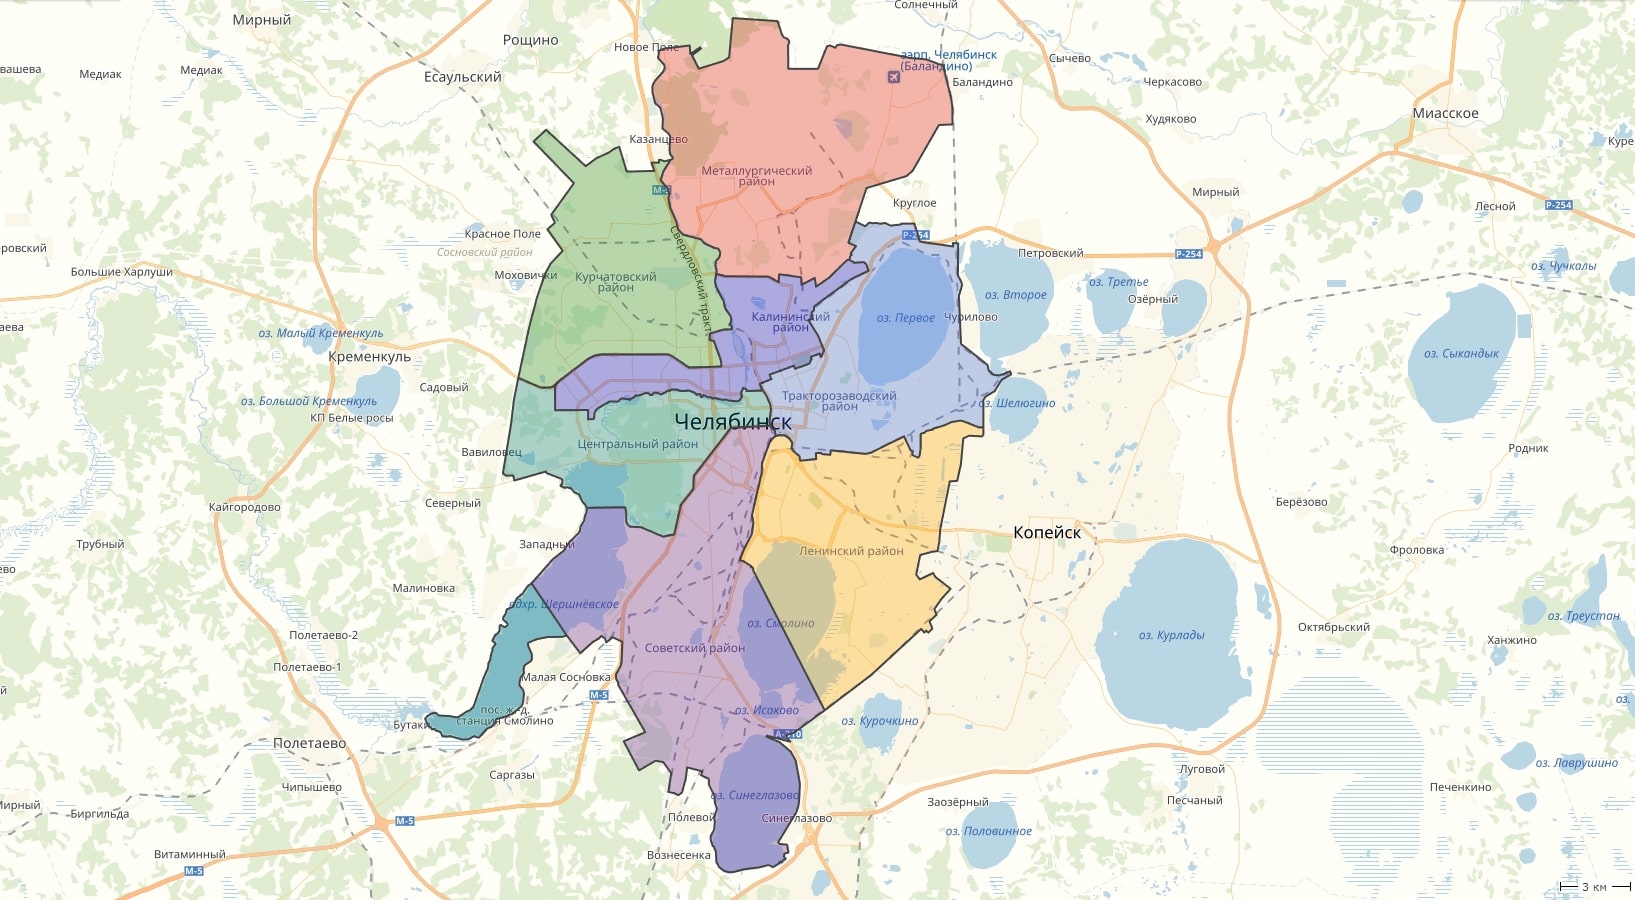 Солнечный
Мирный
Рощино
Новое Поле
аэрп. Челябинск
(Баландино)
Сычево
вашева
Медиак
Медиак
Есаульский
Баландино
Черкасово
Миасское
Худяково
Казанцево
Куре
Металлургический
район
М-5
Мирный
Круглое
Лесной
Р-254
Красное Поле
Р-254
ровский
Сосновский район
Петровский
Р-254
Свердловский тракт
Большие Харлуши
Моховички
Курчатовский
район
оз. Чучкалы
оз. Второе
оз. Третье
Озёрный
аева
оз. Малый Кременкуль
Калининский
район
оз. Первое
Чурилово
Кременкуль
оз. Сыкандык
Садовый
оз. Большой Кременкуль
КП Белые росы
Тракторозаводский
район
оз. Шелюгино
Челябинск
Вавиловец
Центральный район
Родник
Кайгородово
Северный
Берёзово
Копейск
Трубный
Западный
Ленинский район
Фроловка
ево
Малиновка
вдхр. Шершнёвское
оз. Смолино
оз. Треустан
Полетаево-2
оз. Курлады
Октябрьский
Ханжино
Советский район
Полетаево-1
Малая Сосновка
й
М-5
оз.
Бутаки
пос. ж.-д.
станция Смолино
оз. Исаково
оз. Курочкино
А-310
Полетаево
Саргазы
Луговой
оз. Лаврушино
Чипышево
оз. Синеглазово
Печенкино
Мирный
Биргильда
М-5
Полевой
Синеглазово
Заозёрный
Песчаный
оз. Половинное
Витаминный
Вознесенка
М-5
3 км